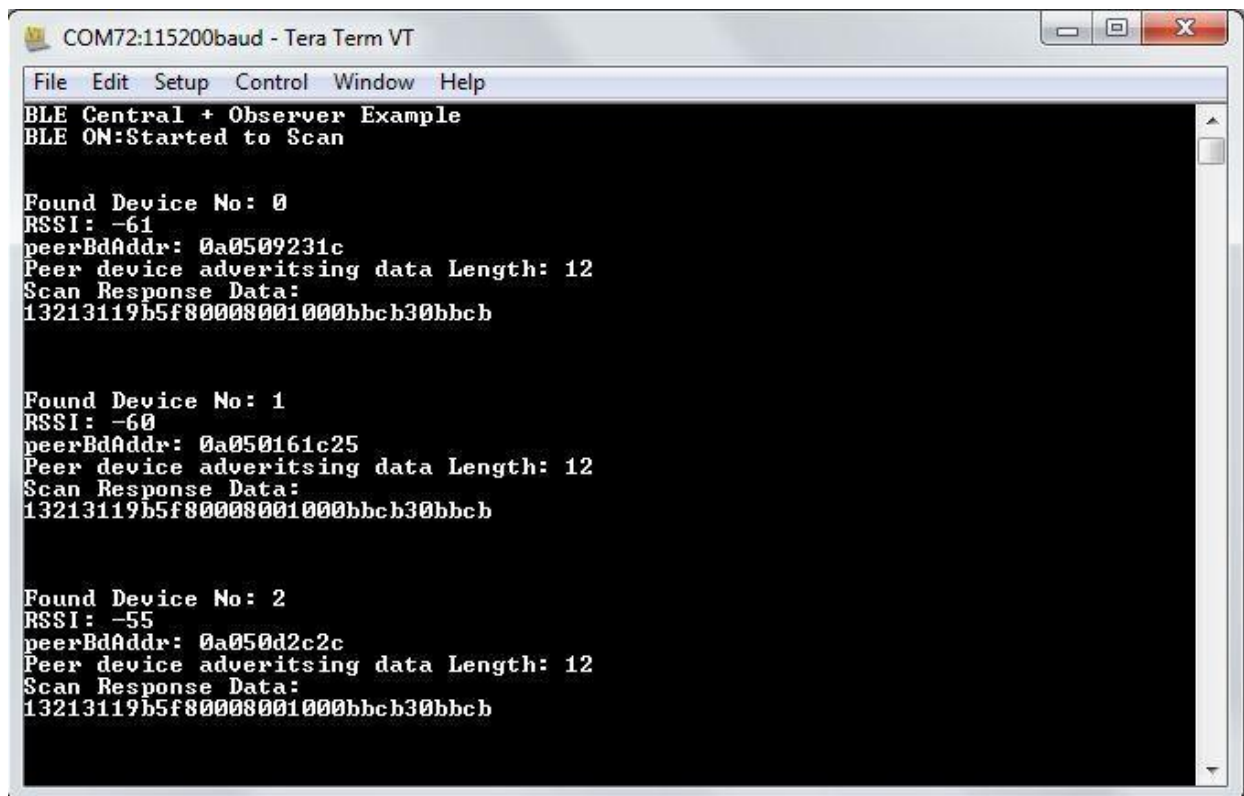 COM72:115200baud - Tera Term VT
File Edit Setup Control Window Help
BLE Central + Observer Example
BLE ON:Started to Scan
Found Device No: 0
RSSI: -61
peerBdAddr: 0a0509231c
Peer device adveritsing data Length: 12
Scan Response Data:
13213119b5f80008001000bbcb30bbcb
Found Device No: 1
RSSI: -60
peerBdAddr: 0a050161c25
Peer device adveritsing data Length: 12
Scan Response Data:
13213119b5f80008001000bbcb30bbcb
Found Device No: 2
RSSI: -55
peerBdAddr: 0a050d2c2c
Peer device adveritsing data Length: 12
Scan Response Data:
13213119b5f80008001000bbcb30bbcb